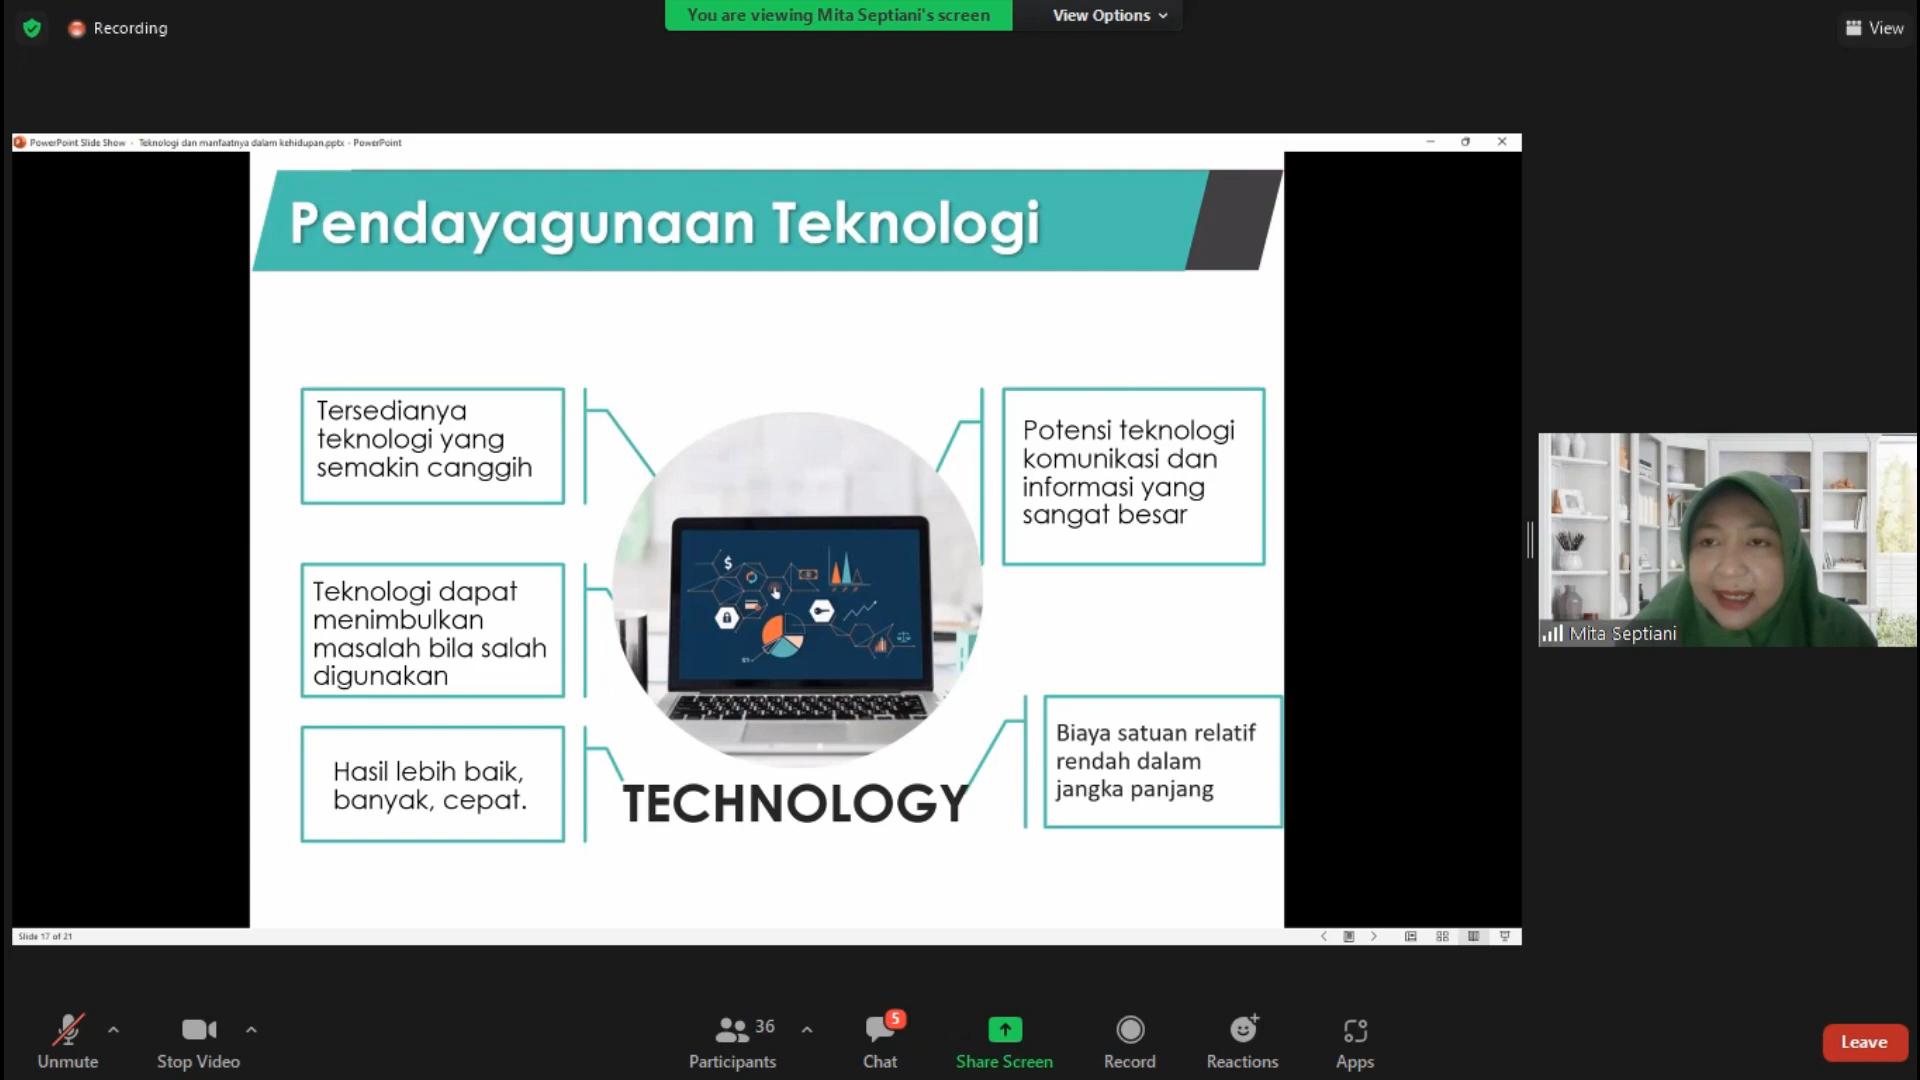 Recording
You are viewing Mita Septiani's screen
View Options
View
PowerPoint Slide Show - Teknologi dan manfaatnya dalam kehidupan.pptx - PowerPoint
Pendayagunaan Teknologi
Tersedianya
teknologi yang
semakin canggih
Potensi teknologi
komunikasi dan
informasi yang
sangat besar
Teknologi dapat
menimbulkan
masalah bila salah
digunakan
Hasil lebih baik,
banyak, cepat.
$
TECHNOLOGY
Biaya satuan relatif
rendah dalam
jangka panjang
Mita Septiani
Slide 17 of 21
Unmute
Stop Video
36
Participants
5
Chat
Share Screen
Record
Reactions
Apps
Leave